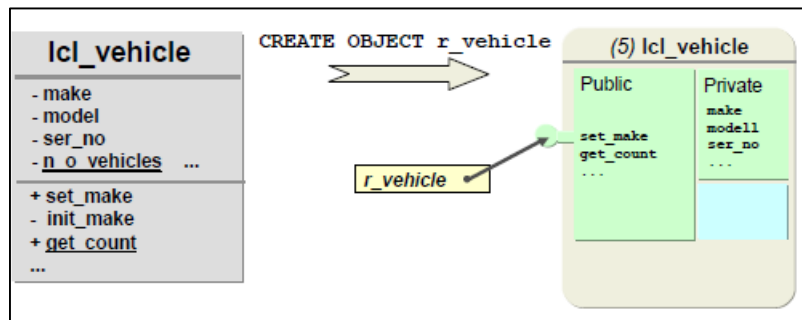 lcl_vehicle
- make
- model
- ser_no
- n_o_vehicles ...
+ set_make
- init_make
+ get_count
...
CREATE OBJECT r_vehicle
r_vehicle
(5) lcl_vehicle
Public
set_make
get_count
...
Private
make
modell
ser_no
...